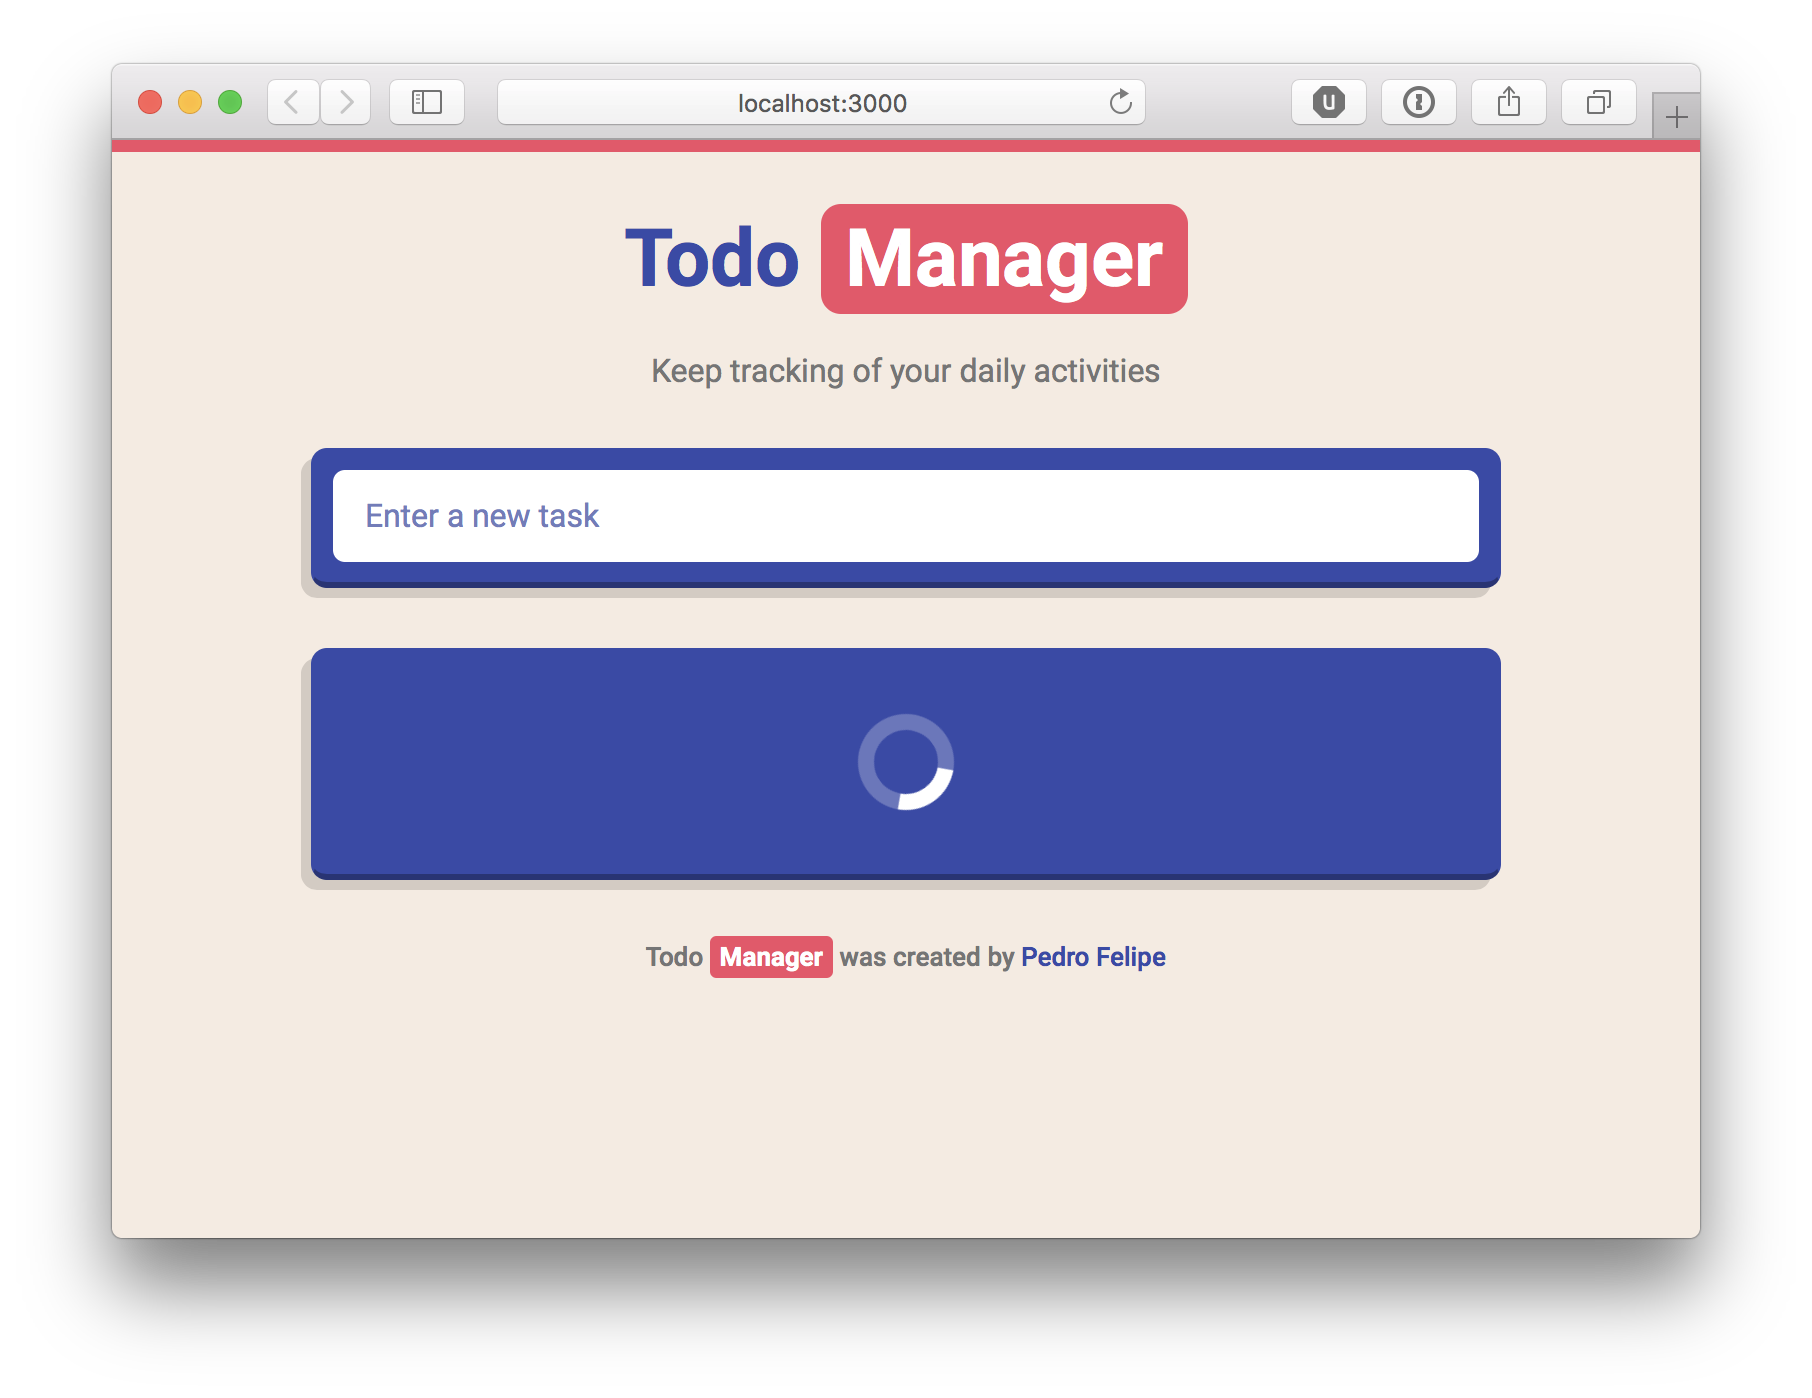 localhost:3000
Todo Manager
Keep tracking of your daily activities
Enter a new task
Todo Manager was created by Pedro Felipe